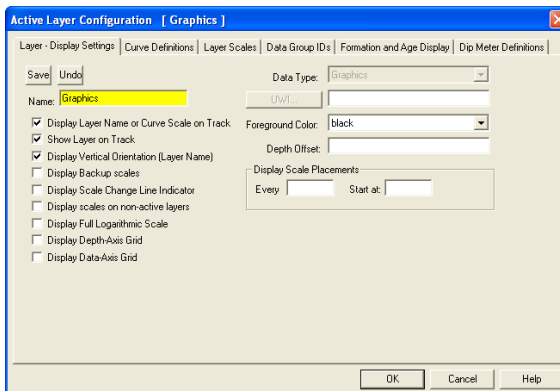 Active Layer Configuration [ Graphics ]
Layer - Display Settings Curve Definitions Layer Scales Data Group IDs Formation and Age Display Dip Meter Definitions
Save Undo
Data Type: Graphics
Name: Graphics
UWI...
Display Layer Name or Curve Scale on Track
Foreground Color: black
Show Layer on Track
Depth Offset:
Display Vertical Orientation (Layer Name)
Display Backup scales
Display Scale Placements
Display Scale Change Line Indicator
Every Start at:
Display scales on non-active layers
Display Full Logarithmic Scale
Display Depth-Axis Grid
Display Data-Axis Grid
OK Cancel Help